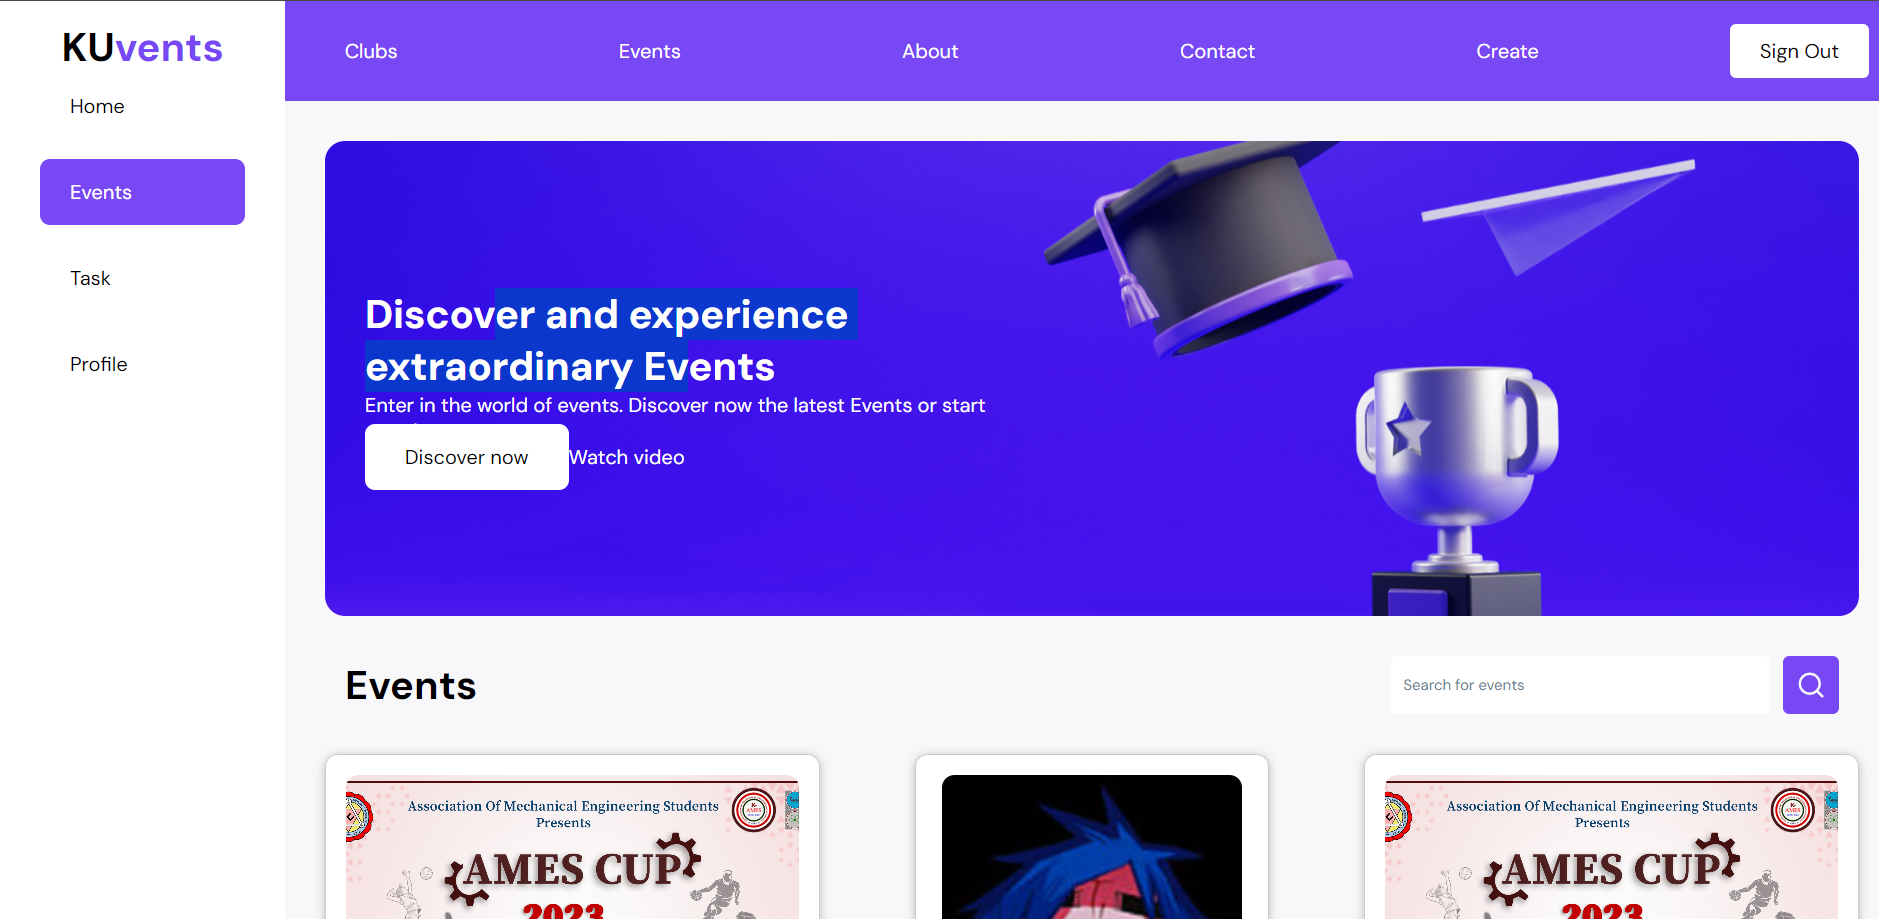 KUvents
Home
Events
Task
Profile
Clubs
Events
About
Contact
Create
Sign Out
Discover and experience
extraordinary Events
Enter in the world of events. Discover now the latest Events or start
Discover now
Watch video
Events
Search for events
Association Of Mechanical Engineering Students
Presents
AMES CUP
2023
Association Of Mechanical Engineering Students
Presents
AMES CUP
2023